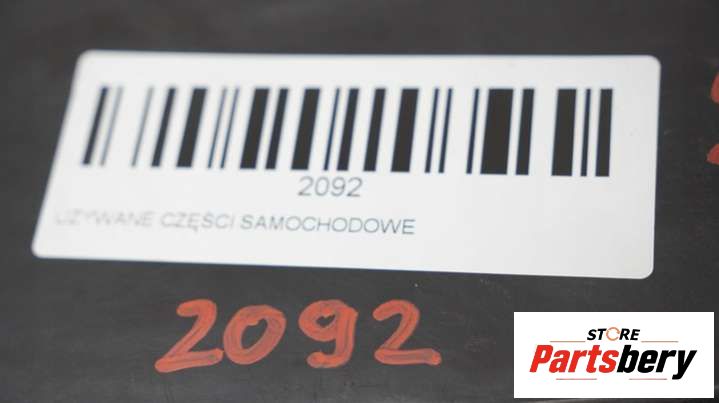 2092
UŻYWANE CZĘŚCI SAMOCHODOWE
2092
STORE
Partsbery